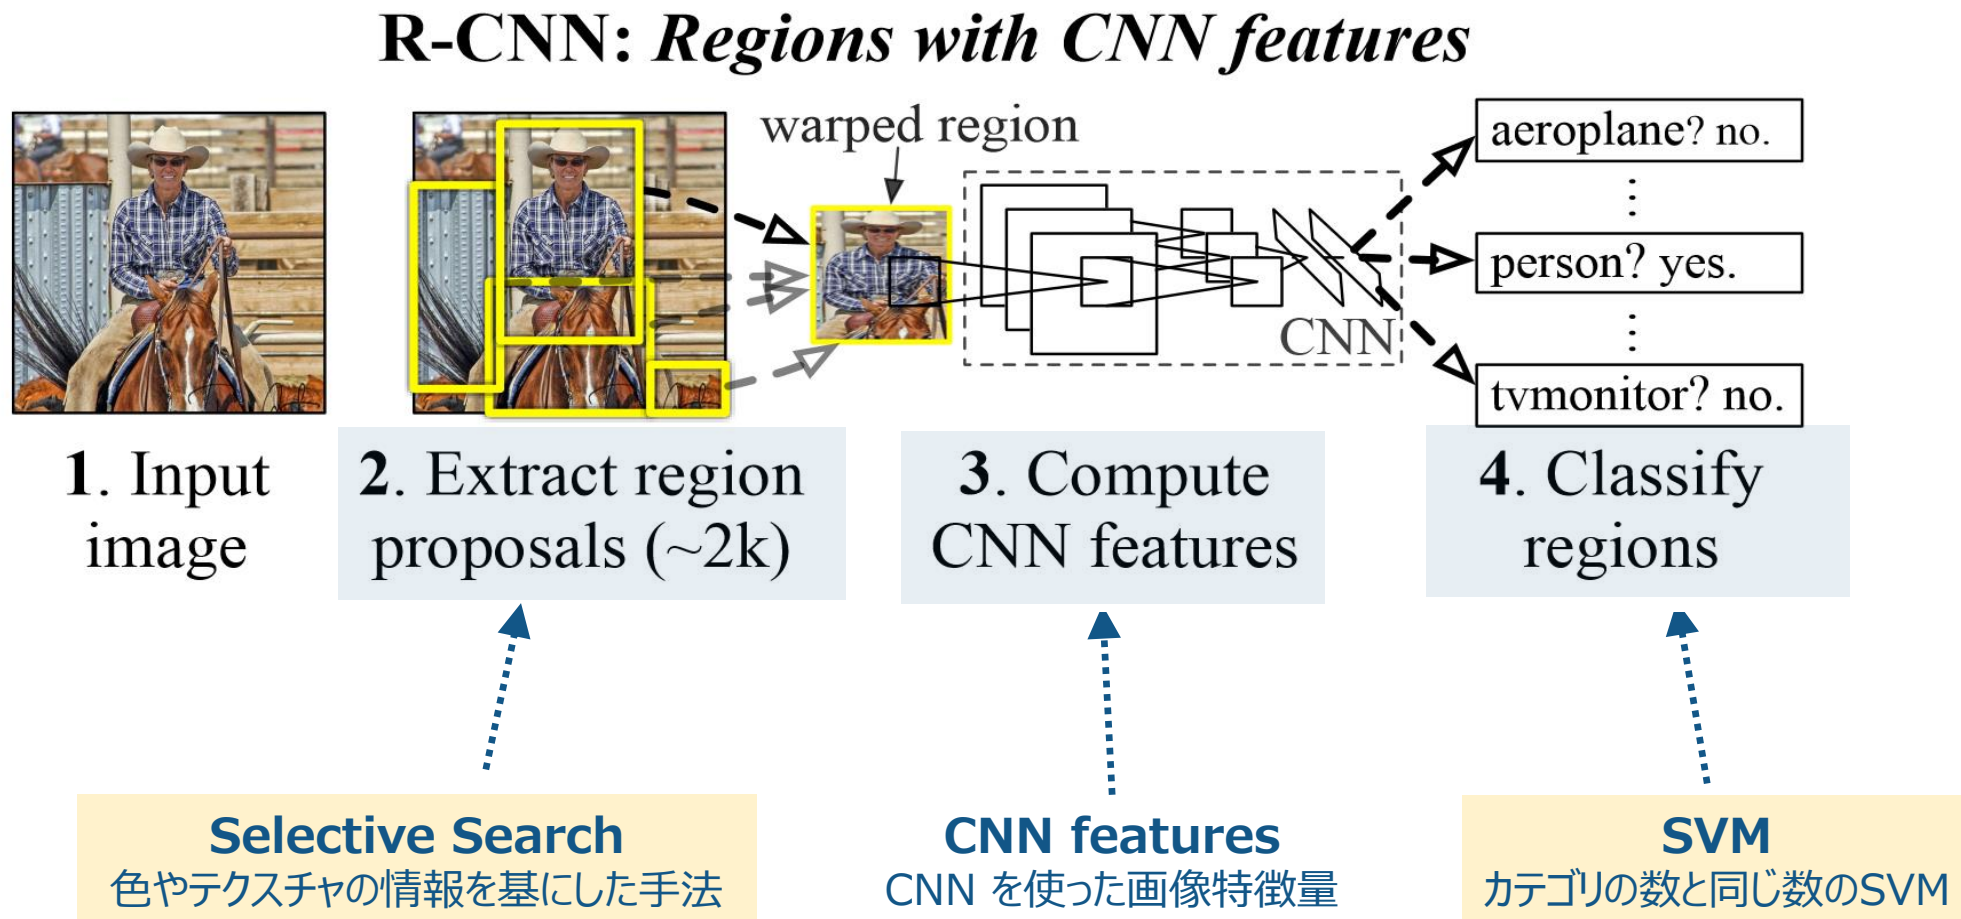 R-CNN: Regions with CNN features
warped region
aeroplane? no.
person? yes.
CNN
tvmonitor? no.
1. Input
image
2. Extract region
proposals (~2k)
3. Compute
CNN features
4. Classify
regions
Selective Search
色やテクスチャの情報を基にした手法
CNN features
CNN を使った画像特徴量
SVM
カテゴリの数と同じ数のSVM